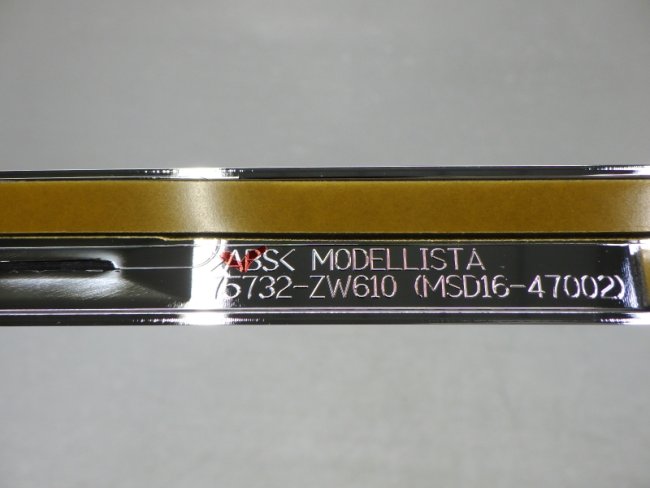 >ABS< MODELLISTA
75732-ZW610 (MSD16-47002)